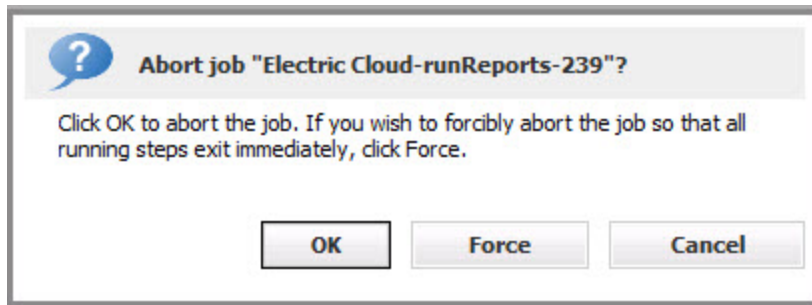 Abort job "Electric Cloud-runReports-239"?
Click OK to abort the job. If you wish to forcibly abort the job so that all
running steps exit immediately, click Force.
OK Force Cancel